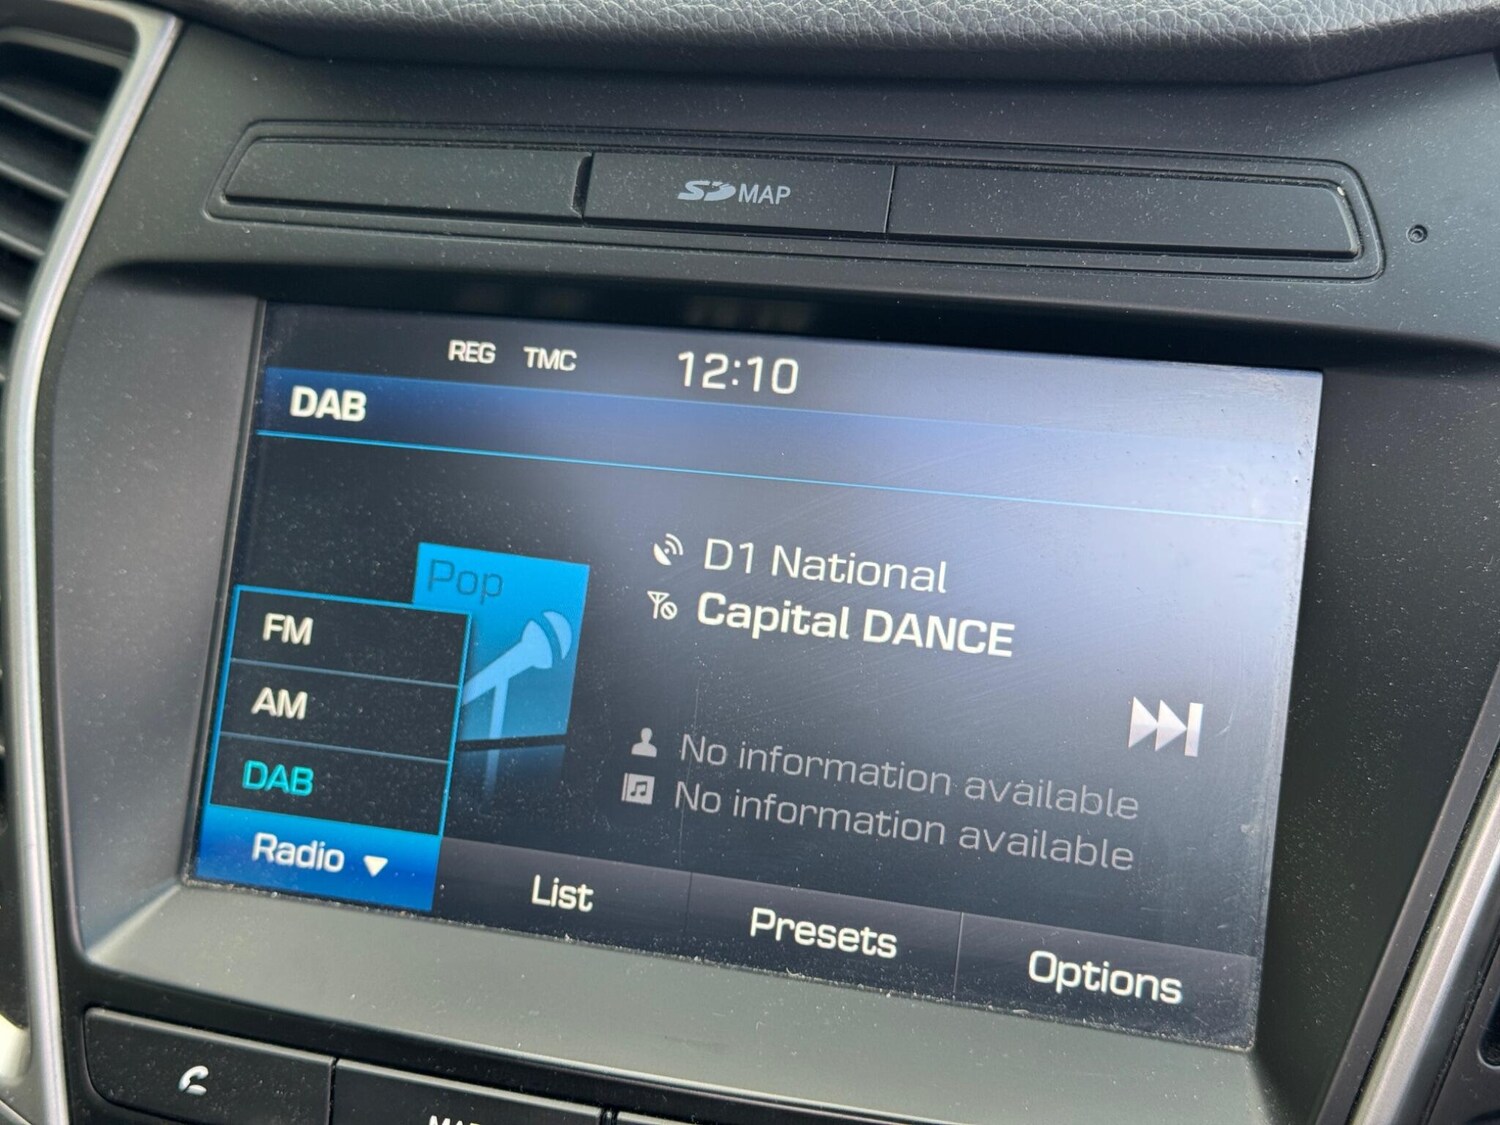 SD MAP
REG TMC 12:10
DAB
D1 National
Capital DANCE
Pop
No information available
No information available
FM
AM
DAB
Radio
List
Presets
Options